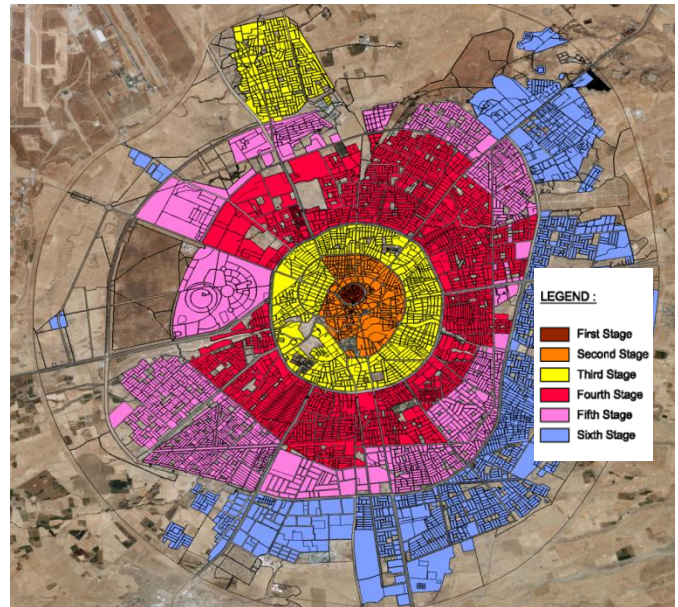 LEGEND :
First Stage
Second Stage
Third Stage
Fourth Stage
Fifth Stage
Sixth Stage